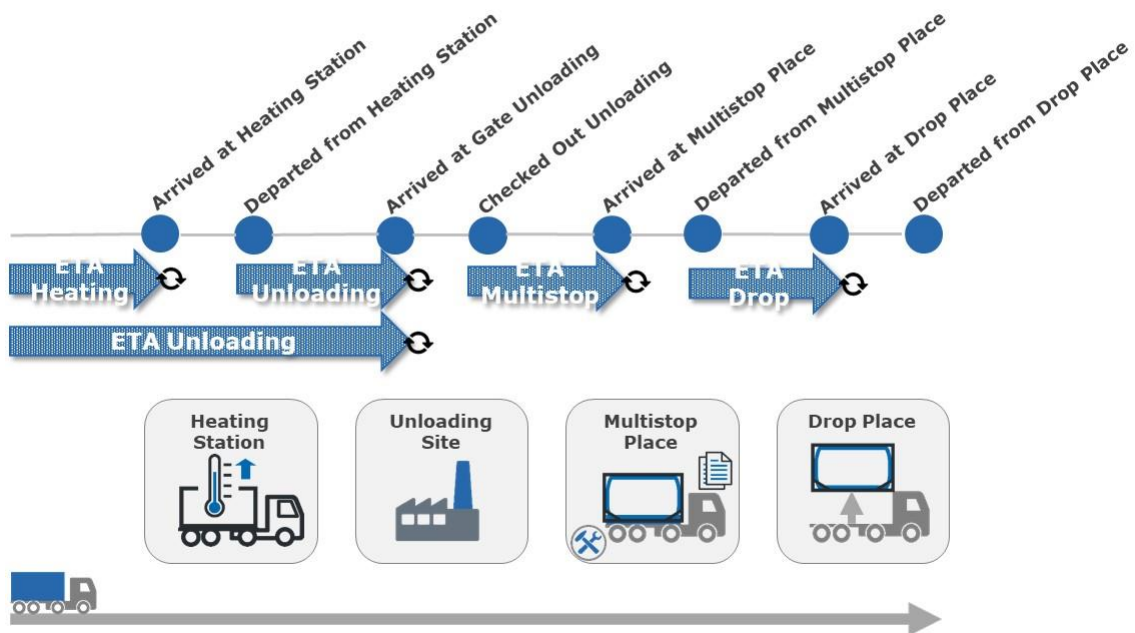 Arrived at Heating Station
Departed from Heating Station
Arrived at Gate Unloading
Checked Out Unloading
Arrived at Multistop Place
Departed from Multistop Place
Arrived at Drop Place
Departed from Drop Place
ETA
Heating
ETA
Unloading
ETA
Multistop
ETA
Drop
ETA Unloading
Heating
Station
Unloading
Site
Multistop
Place
Drop Place